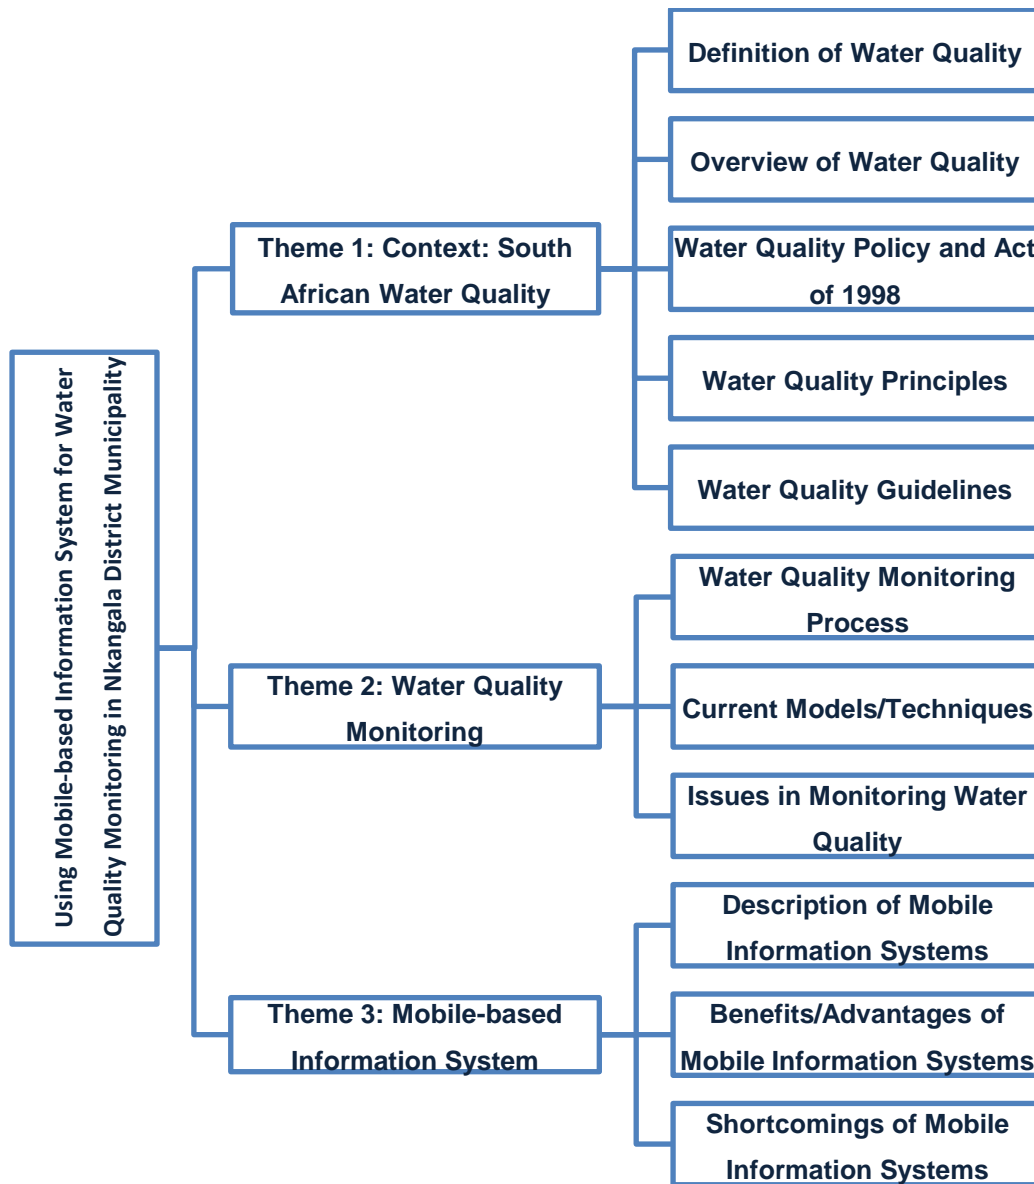 Using Mobile-based Information System for Water
Quality Monitoring in Nkangala District Municipality
Theme 1: Context: South
African Water Quality
Definition of Water Quality
Overview of Water Quality
Water Quality Policy and Act
of 1998
Water Quality Principles
Water Quality Guidelines
Theme 2: Water Quality
Monitoring
Water Quality Monitoring
Process
Current Models/Techniques
Issues in Monitoring Water
Quality
Theme 3: Mobile-based
Information System
Description of Mobile
Information Systems
Benefits/Advantages of
Mobile Information Systems
Shortcomings of Mobile
Information Systems